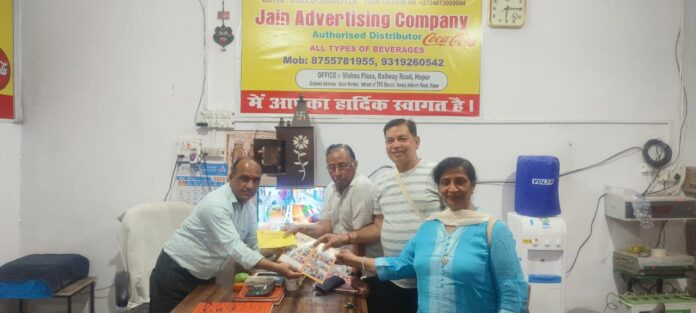 Jain Advertising Company
Authorised Distributor Coca-Cola
ALL TYPES OF BEVERAGES
Mob: 8755781955, 9319260542
OFFICE :- Vishnu Plaza, Railway Road, Hapur
में आपका हार्दिक स्वागत है।
VOLTAS